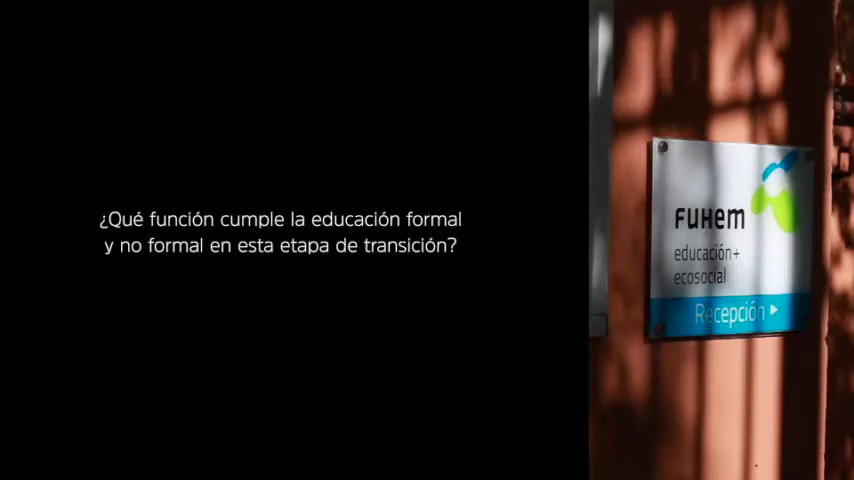 ¿Qué función cumple la educación formal
y no formal en esta etapa de transición?
FUHEM
educación+
ecosocial
Recepción